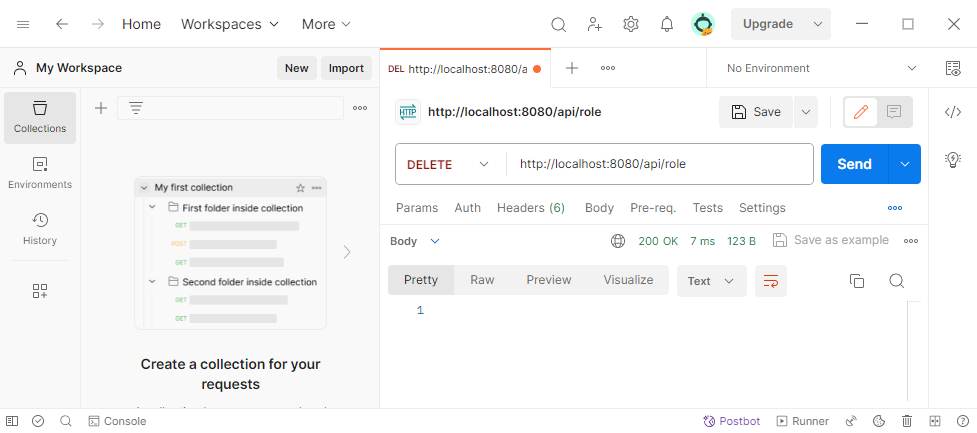 Home Workspaces More Upgrade
My Workspace New Import
DEL http://localhost:8080/a
No Environment
Collections
Environments
History
My first collection
First folder inside collection
GET
POST
GET
Second folder inside collection
GET
GET
Create a collection for your
requests
HTTP http://localhost:8080/api/role Save
DELETE http://localhost:8080/api/role Send
Params Auth Headers (6) Body Pre-req. Tests Settings
Body 200 OK 7 ms 123 B Save as example
Pretty Raw Preview Visualize Text
1
Console Postbot Runner